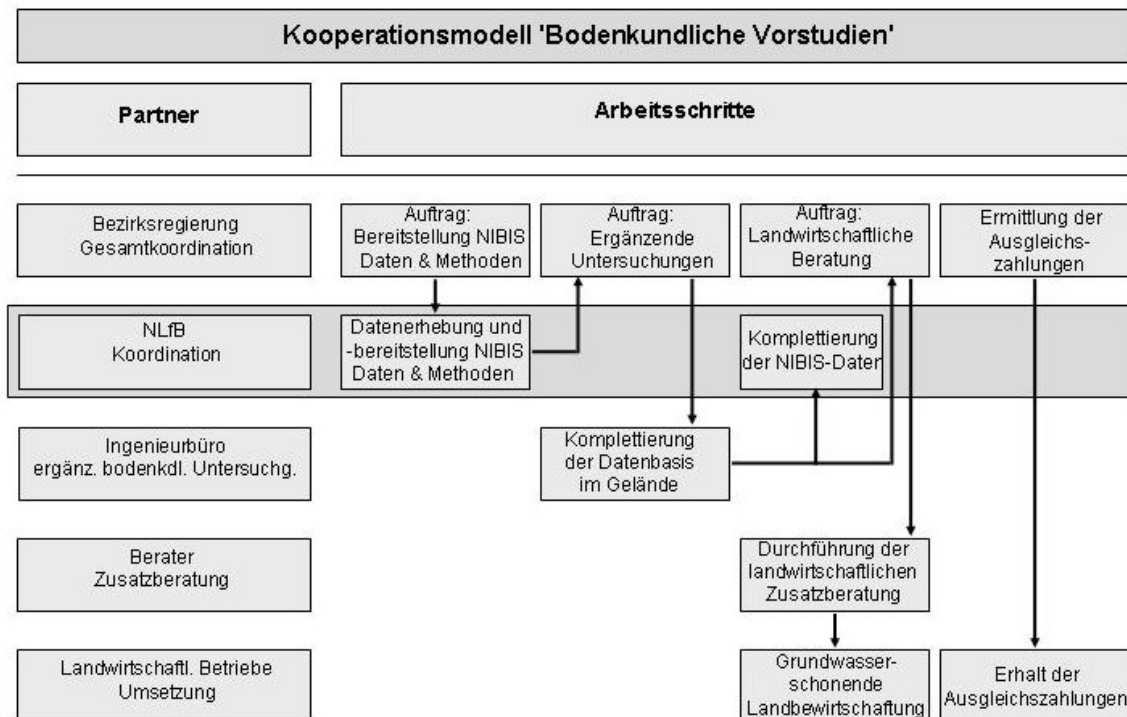 Kooperationsmodell 'Bodenkundliche Vorstudien'
Partner
Arbeitsschritte
Bezirksregierung
Gesamtkoordination
Auftrag:
Bereitstellung NIBIS
Daten & Methoden
Auftrag:
Ergänzende
Untersuchungen
Auftrag:
Landwirtschaftliche
Beratung
Ermittlung der
Ausgleichs-
zahlungen
NLfB
Koordination
Datenerhebung und
-bereitstellung NIBIS
Daten & Methoden
Komplettierung
der NIBIS-Daten
Ingenieurbüro
ergänz. bodenkdl. Untersuchg.
Komplettierung
der Datenbasis
im Gelände
Berater
Zusatzberatung
Durchführung der
landwirtschaftlichen
Zusatzberatung
Landwirtschaftl. Betriebe
Umsetzung
Grundwasser-
schonende
Landbewirtschaftung
Erhalt der
Ausgleichszahlungen